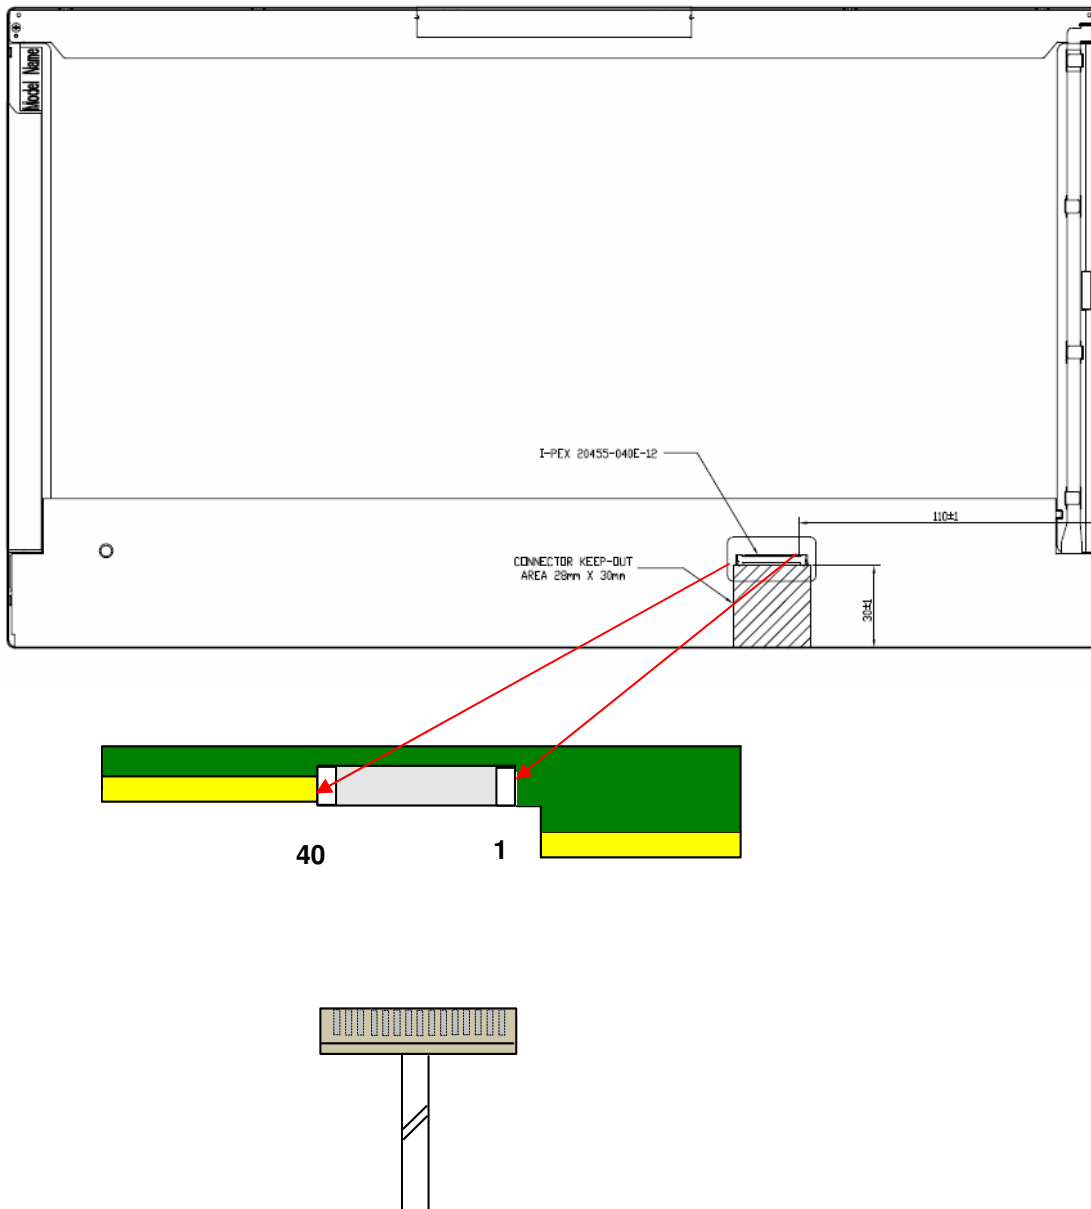 Model Name
I-PEX 20455-040E-12
110±1
CONNECTOR KEEP-OUT
AREA 28mm X 30mm
30±1
40
1